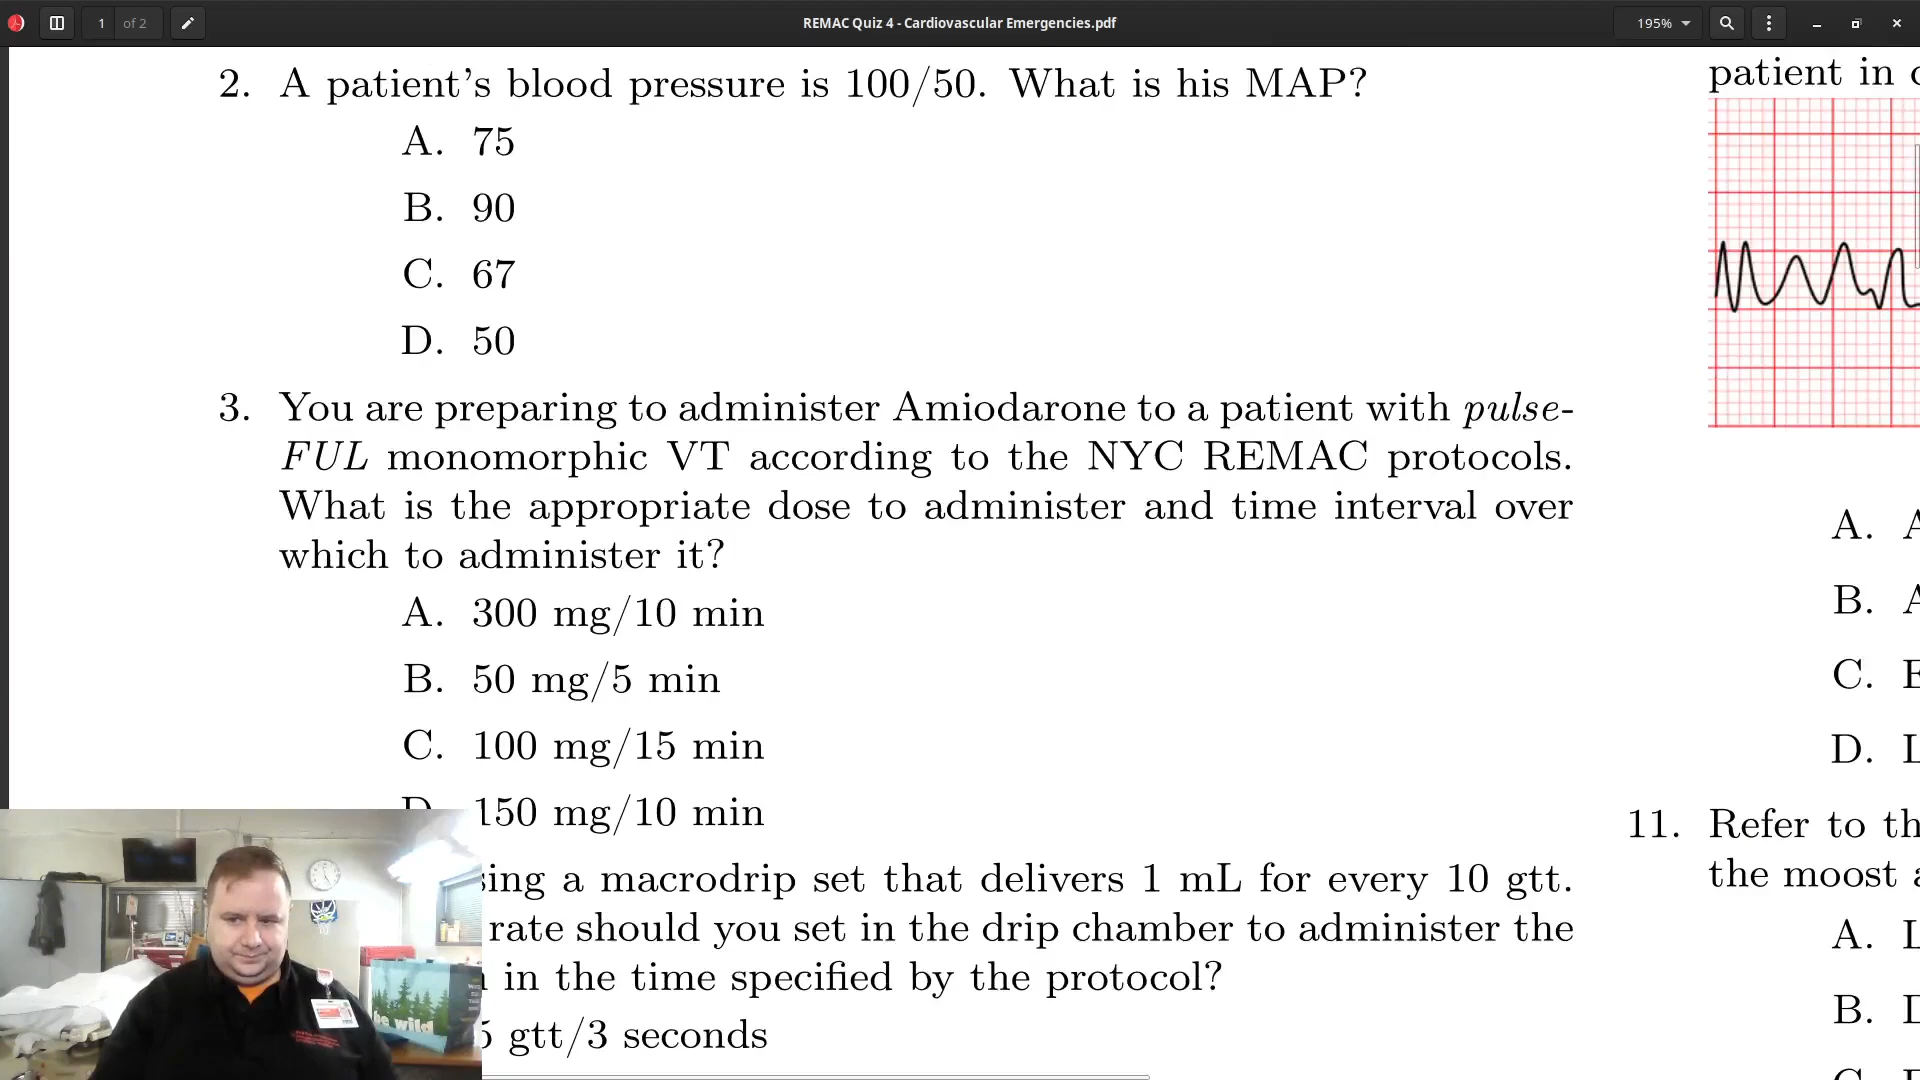 1 of 2
REMAC Quiz 4 - Cardiovascular Emergencies.pdf
195%
2. A patient's blood pressure is 100/50. What is his MAP?
A. 75
B. 90
C. 67
D. 50
3. You are preparing to administer Amiodarone to a patient with pulse-
FUL monomorphic VT according to the NYC REMAC protocols.
What is the appropriate dose to administer and time interval over
which to administer it?
A. 300 mg/10 min
B. 50 mg/5 min
C. 100 mg/15 min
D. 150 mg/10 min
sing a macrodrip set that delivers 1 mL for every 10 gtt.
rate should you set in the drip chamber to administer the
in the time specified by the protocol?
5 gtt/3 seconds
patient in
A.
B.
C.
D.
11. Refer to th
the moost
A.
B.
be wild